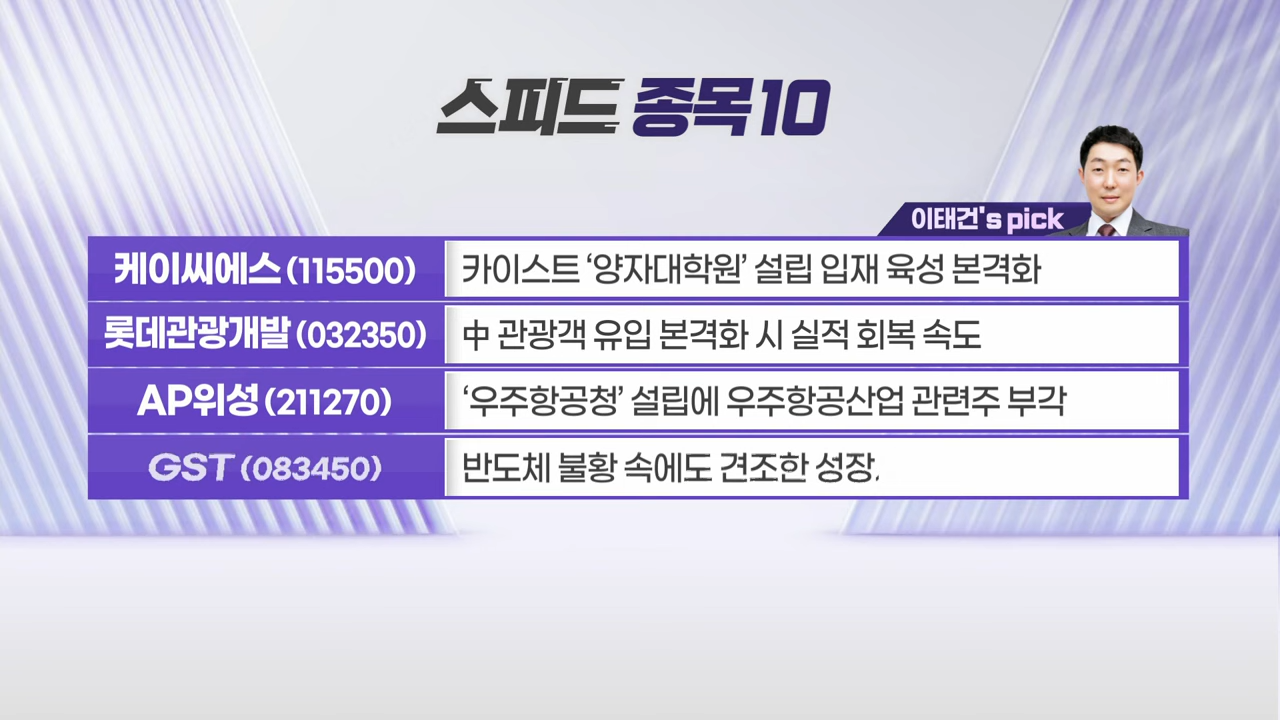 스피드 종목10
이태건's pick
케이씨에스 (115500) 카이스트 ‘양자대학원’ 설립 입재 육성 본격화
롯데관광개발 (032350) 中 관광객 유입 본격화 시 실적 회복 속도
AP위성 (211270) ‘우주항공청’ 설립에 우주항공산업 관련주 부각
GST (083450) 반도체 불황 속에도 견조한 성장